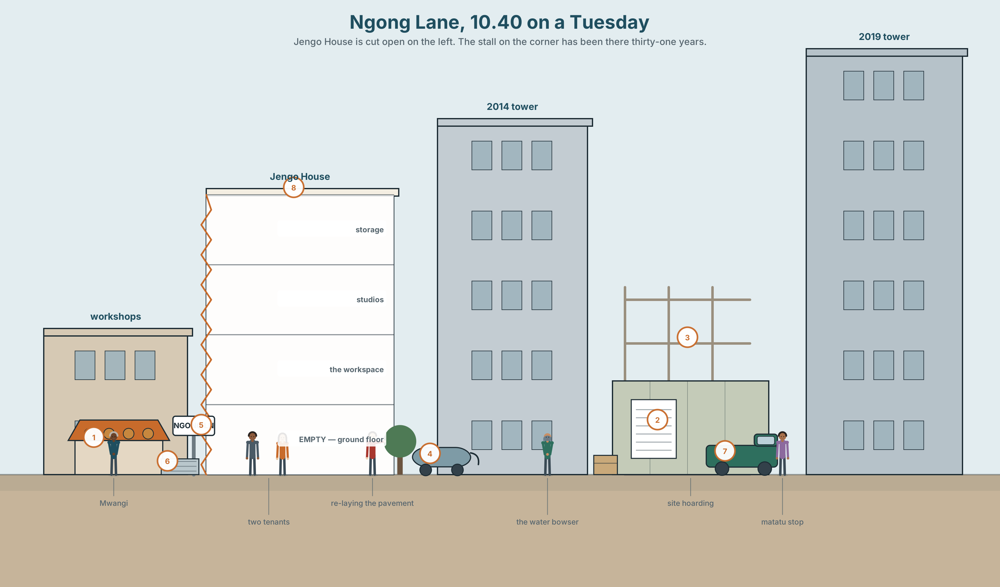 Ngong Lane, 10.40 on a Tuesday
Jengo House is cut open on the left. The stall on the corner has been there thirty-one years.
2019 tower
2014 tower
Jengo House
8
storage
studios
workshops
the workspace
3
2
NGO
5
1
EMPTY — ground floor
4
7
6
Mwangi
re-laying the pavement
site hoarding
two tenants
the water bowser
matatu stop